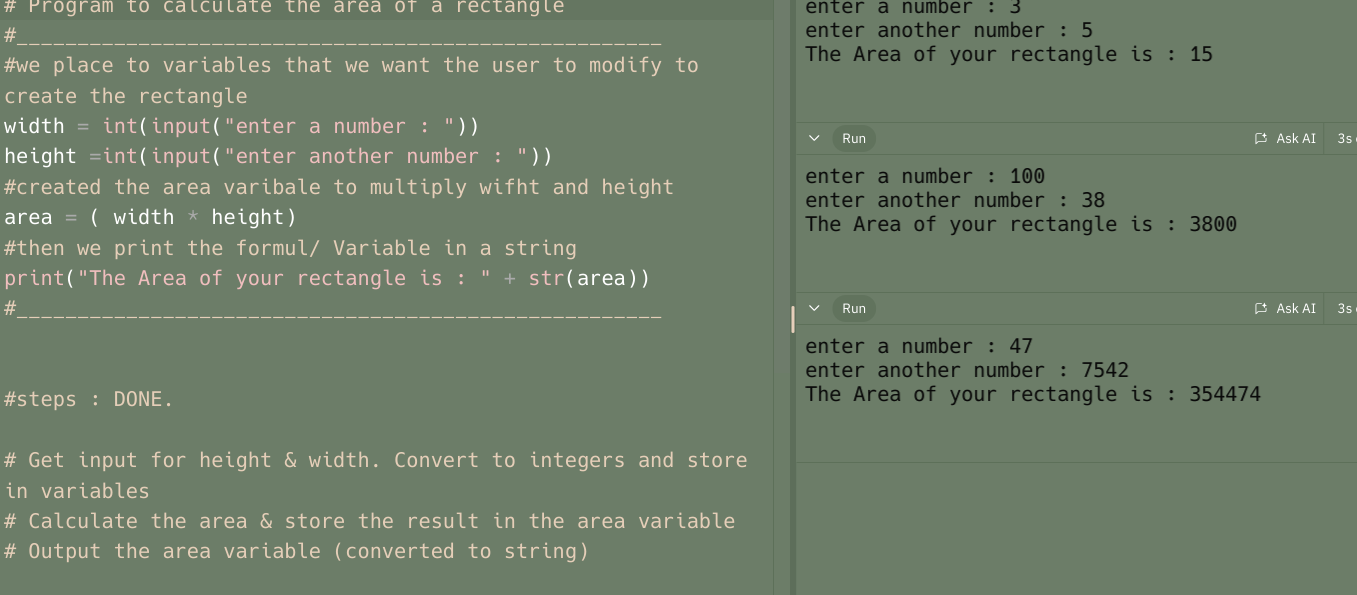 # Program to calculate the area of a rectangle
#_____________________________________________________
#we place to variables that we want the user to modify to
create the rectangle
width = int(input("enter a number : "))
height =int(input("enter another number : "))
#created the area varibale to multiply wifht and height
area = ( width * height)
#then we print the formul/ Variable in a string
print("The Area of your rectangle is : " + str(area))
#_____________________________________________________
#steps : DONE.
# Get input for height & width. Convert to integers and store
in variables
# Calculate the area & store the result in the area variable
# Output the area variable (converted to string)
enter a number : 3
enter another number : 5
The Area of your rectangle is : 15
Run Ask AI 3s
enter a number : 100
enter another number : 38
The Area of your rectangle is : 3800
Run Ask AI 3s
enter a number : 47
enter another number : 7542
The Area of your rectangle is : 354474